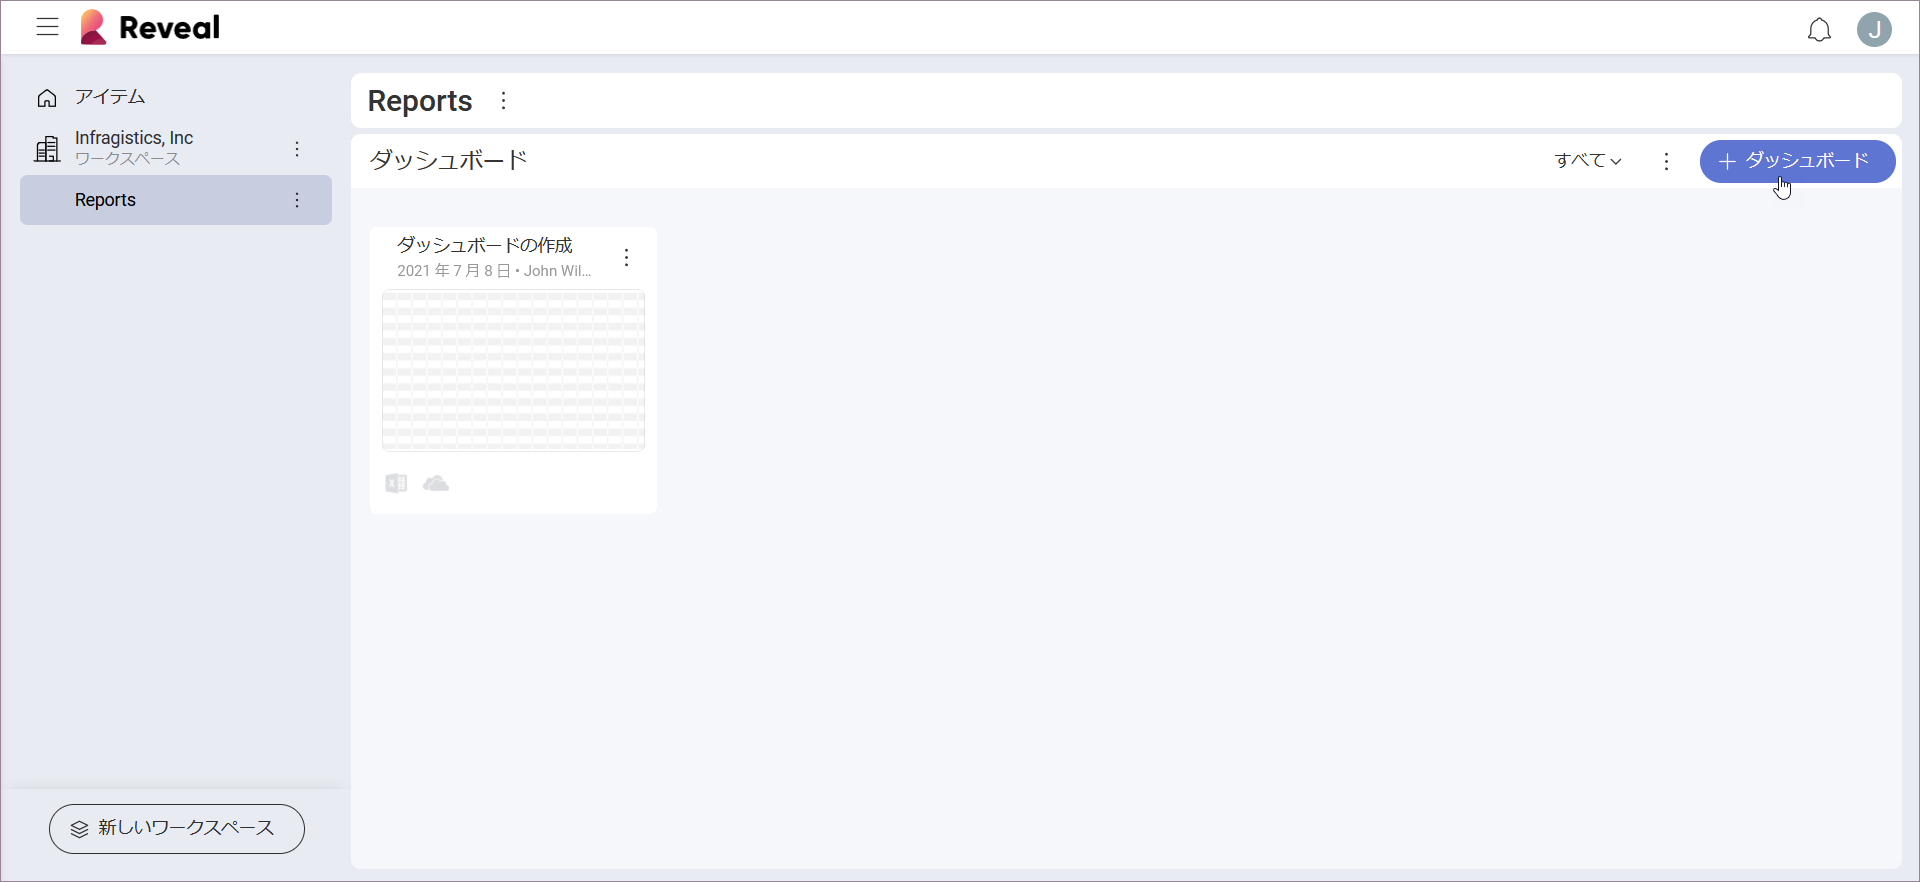 Reveal
J
アイテム
Infragistics, Inc
ワークスペース
Reports
Reports
ダッシュボード
すべて
ダッシュボード
ダッシュボードの作成
2021 年 7 月 8 日 • John Wil...
新しいワークスペース